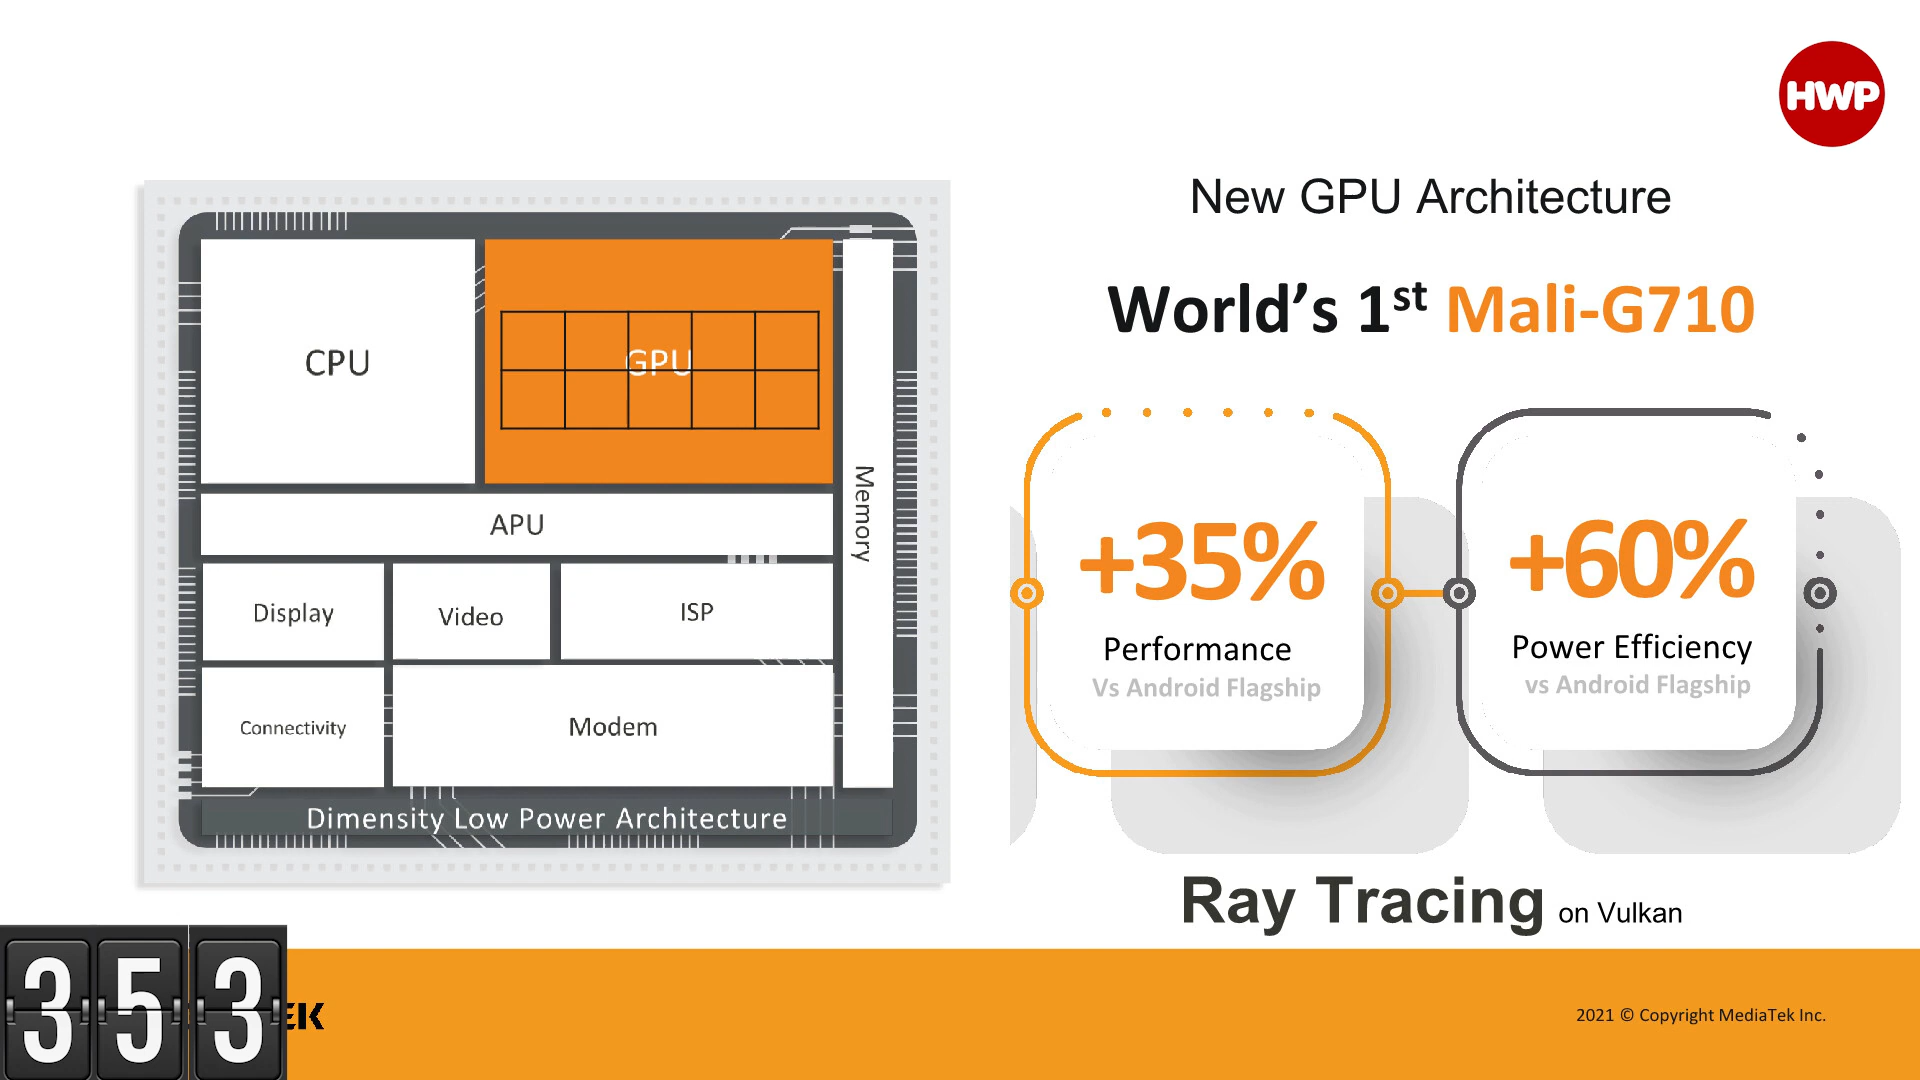 HWP
New GPU Architecture
World’s 1st Mali-G710
CPU
GPU
Memory
APU
Display
Video
ISP
Connectivity
Modem
Dimensity Low Power Architecture
+35%
Performance
Vs Android Flagship
+60%
Power Efficiency
vs Android Flagship
Ray Tracing on Vulkan
353
EK
2021 © Copyright MediaTek Inc.